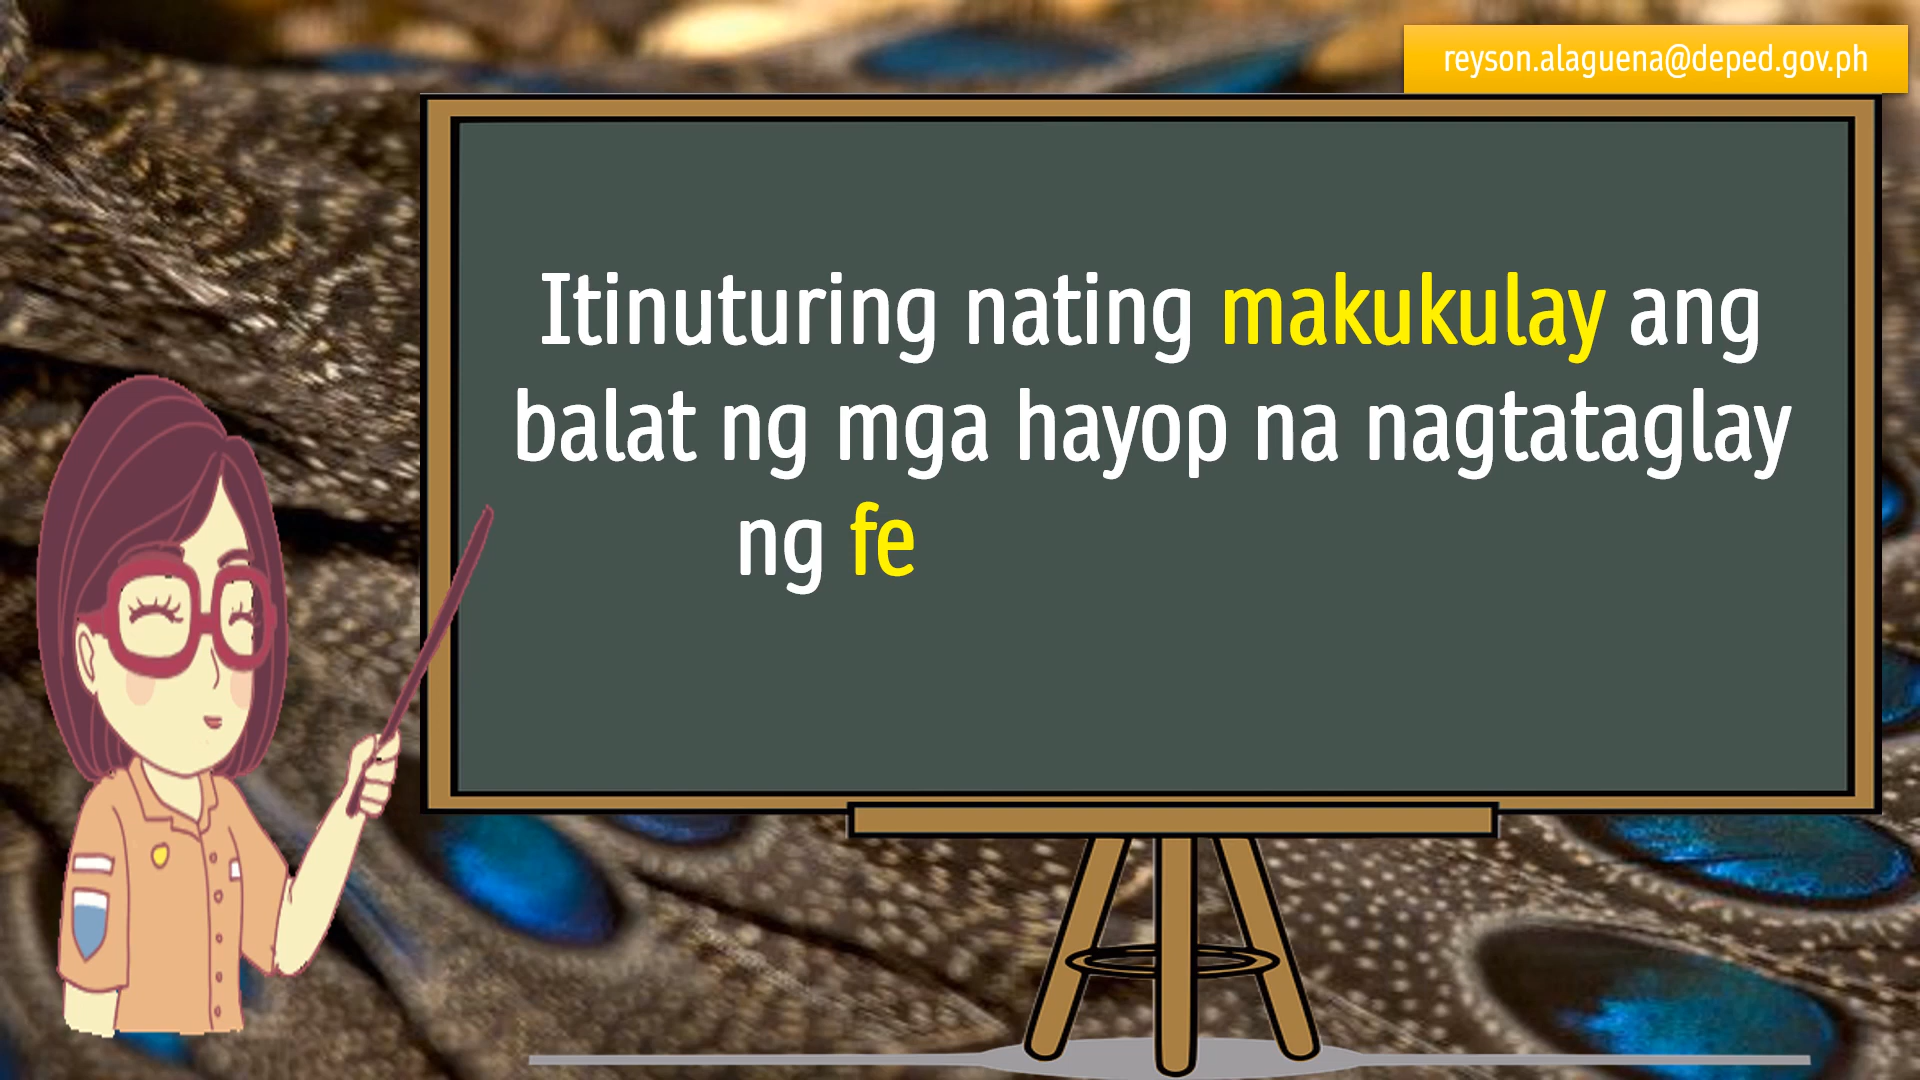 reyson.alaguena@deped.gov.ph
Itinuturing nating makukulay ang
balat ng mga hayop na nagtataglay
ng fe